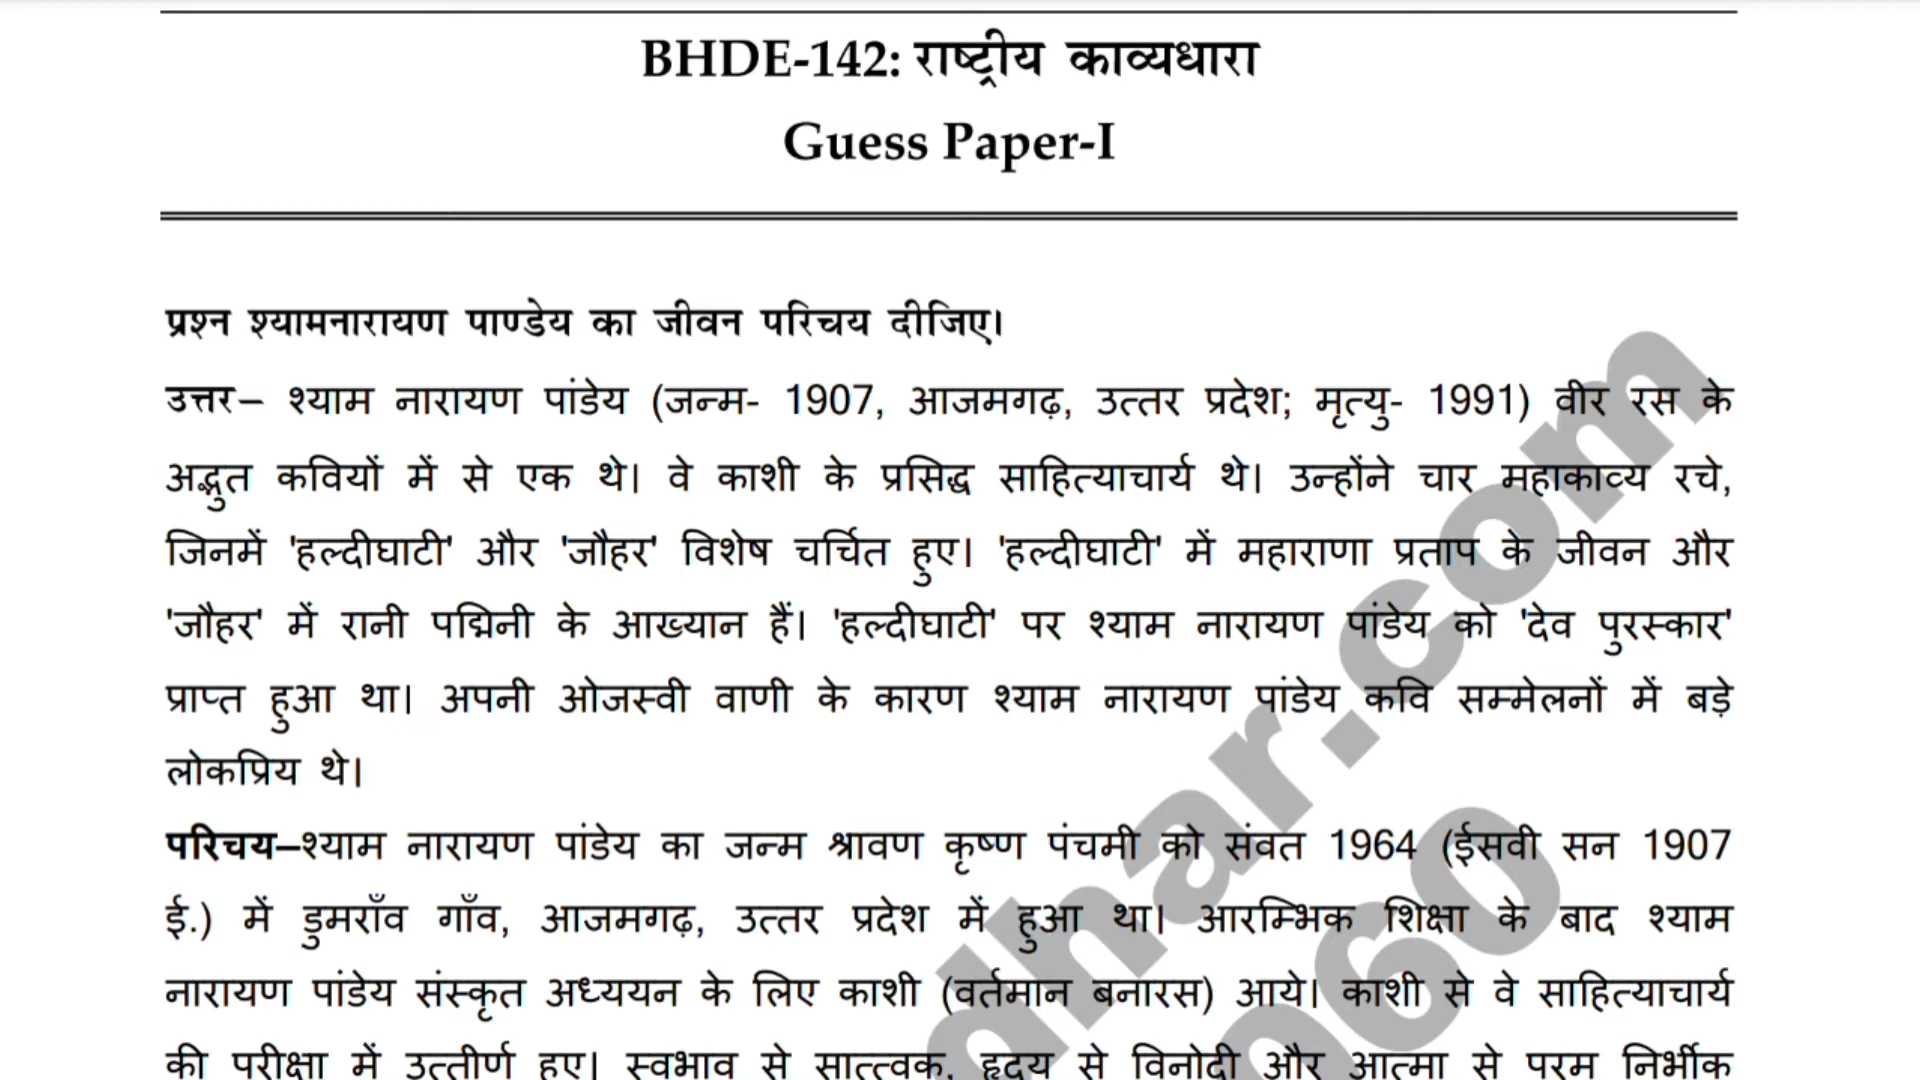 BHDE-142: राष्ट्रीय काव्यधारा
Guess Paper-I
प्रश्न श्यामनारायण पाण्डेय का जीवन परिचय दीजिए।
उत्तर– श्याम नारायण पांडेय (जन्म- 1907, आजमगढ़, उत्तर प्रदेश; मृत्यु- 1991) वीर रस के
अद्भुत कवियों में से एक थे। वे काशी के प्रसिद्ध साहित्याचार्य थे। उन्होंने चार महाकाव्य रचे,
जिनमें 'हल्दीघाटी' और 'जौहर' विशेष चर्चित हुए। 'हल्दीघाटी' में महाराणा प्रताप के जीवन और
'जौहर' में रानी पद्मिनी के आख्यान हैं। 'हल्दीघाटी' पर श्याम नारायण पांडेय को 'देव पुरस्कार'
प्राप्त हुआ था। अपनी ओजस्वी वाणी के कारण श्याम नारायण पांडेय कवि सम्मेलनों में बड़े
लोकप्रिय थे।
परिचय–श्याम नारायण पांडेय का जन्म श्रावण कृष्ण पंचमी को संवत 1964 (ईसवी सन 1907
ई.) में डुमराँव गाँव, आजमगढ़, उत्तर प्रदेश में हुआ था। आरम्भिक शिक्षा के बाद श्याम
नारायण पांडेय संस्कृत अध्ययन के लिए काशी (वर्तमान बनारस) आये। काशी से वे साहित्याचार्य
की परीक्षा में उत्तीर्ण हुए। स्वभाव से सात्त्वक, हृदय से विनोदी और आत्मा से परम निर्भीक
dhar.com
060